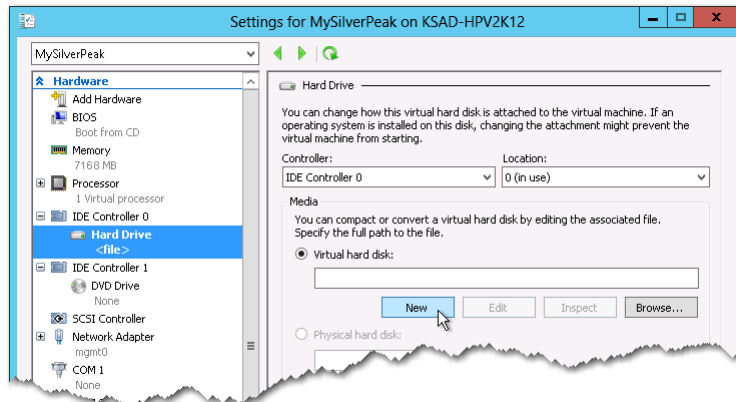 Settings for MySilverPeak on KSAD-HPV2K12
MySilverPeak
Hardware
Add Hardware
BIOS
Boot from CD
Memory
7168 MB
Processor
1 Virtual processor
IDE Controller 0
Hard Drive
<file>
IDE Controller 1
DVD Drive
None
SCSI Controller
Network Adapter
mgmt0
COM 1
None
Hard Drive
You can change how this virtual hard disk is attached to the virtual machine. If an
operating system is installed on this disk, changing the attachment might prevent the
virtual machine from starting.
Controller: Location:
IDE Controller 0 0 (in use)
Media
You can compact or convert a virtual hard disk by editing the associated file.
Specify the full path to the file.
Virtual hard disk:
New Edit Inspect Browse...
Physical hard disk: